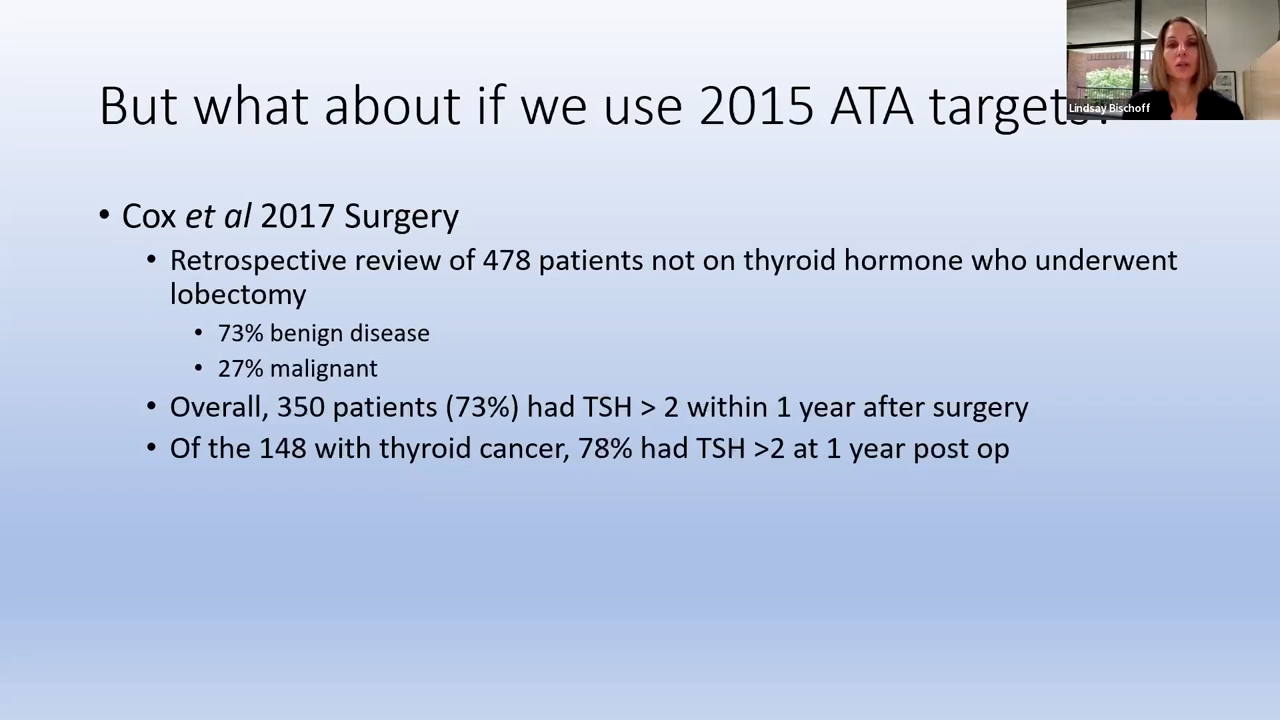 But what about if we use 2015 ATA targets?
Lindsay Bischoff
• Cox et al 2017 Surgery
• Retrospective review of 478 patients not on thyroid hormone who underwent
lobectomy
• 73% benign disease
• 27% malignant
• Overall, 350 patients (73%) had TSH > 2 within 1 year after surgery
• Of the 148 with thyroid cancer, 78% had TSH >2 at 1 year post op